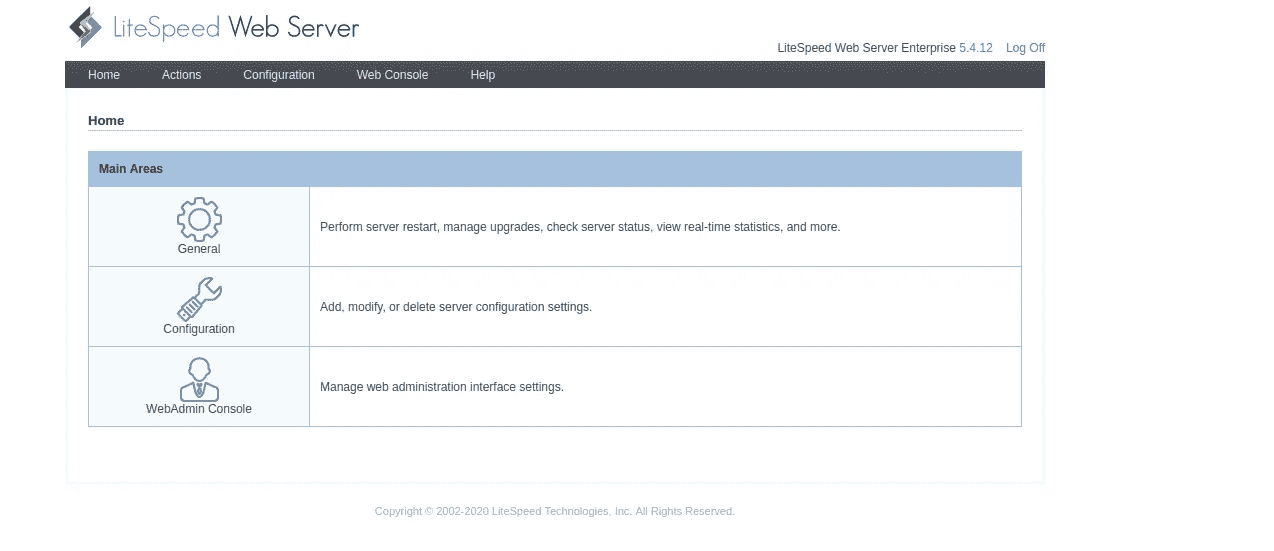 LiteSpeed Web Server
LiteSpeed Web Server Enterprise 5.4.12 Log Off
Home Actions Configuration Web Console Help
Home
Main Areas
General
Perform server restart, manage upgrades, check server status, view real-time statistics, and more.
Configuration
Add, modify, or delete server configuration settings.
WebAdmin Console
Manage web administration interface settings.
Copyright © 2002-2020 LiteSpeed Technologies, Inc. All Rights Reserved.